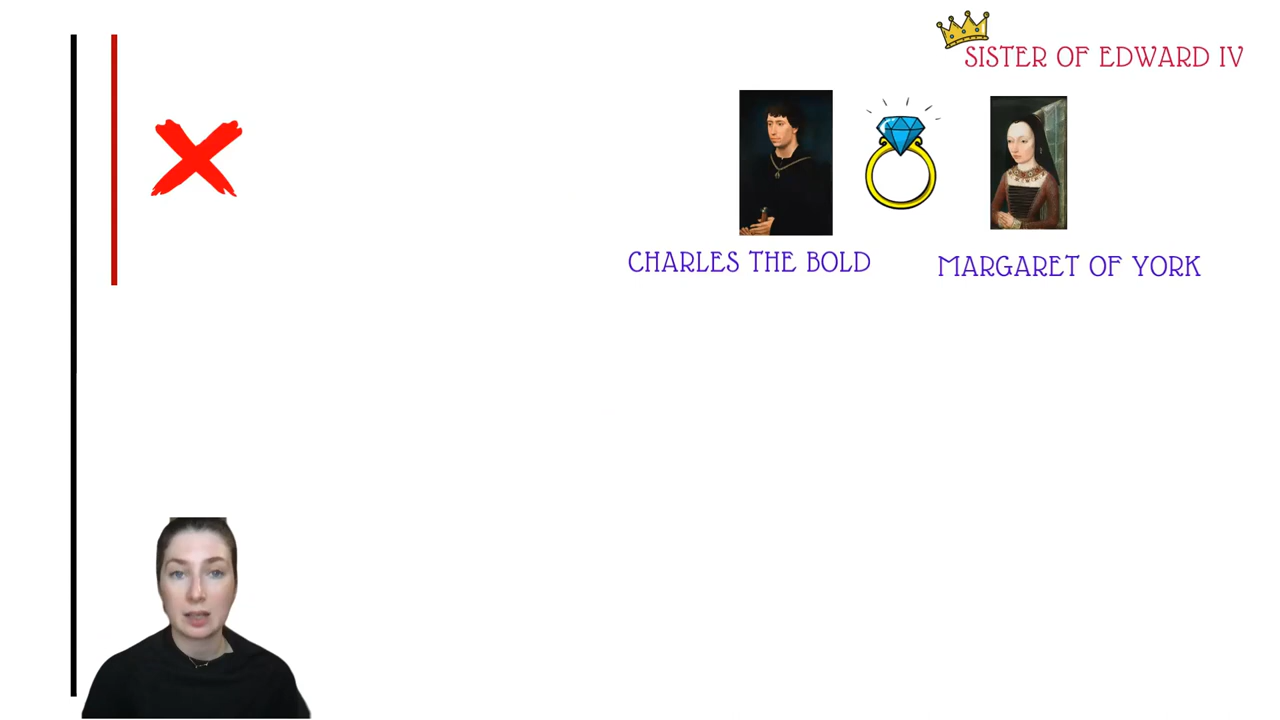 SISTER OF EDWARD IV
CHARLES THE BOLD
MARGARET OF YORK